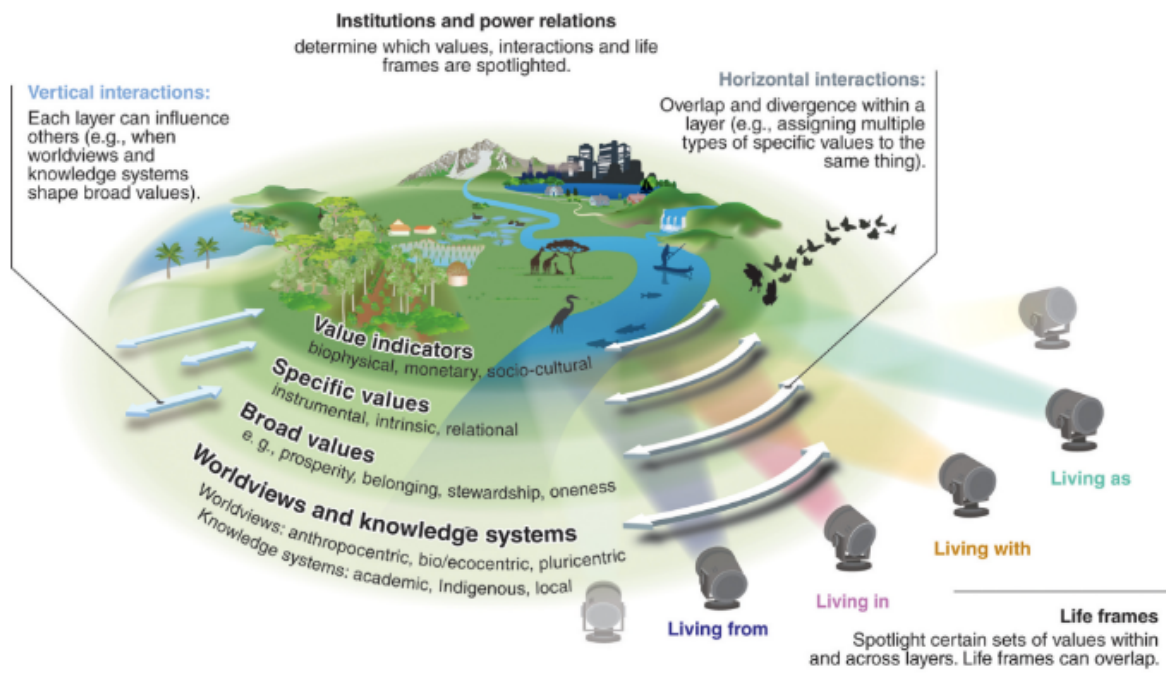 Institutions and power relations
determine which values, interactions and life
frames are spotlighted.
Vertical interactions:
Each layer can influence
others (e.g., when
worldviews and
knowledge systems
shape broad values).
Horizontal interactions:
Overlap and divergence within a
layer (e.g., assigning multiple
types of specific values to the
same thing).
Value indicators
biophysical, monetary, socio-cultural
Specific values
instrumental, intrinsic, relational
Broad values
e. g., prosperity, belonging, stewardship, oneness
Worldviews and knowledge systems
Worldviews: anthropocentric, bio/ecocentric, pluricentric
Knowledge systems: academic, Indigenous, local
Living from
Living in
Living with
Living as
Life frames
Spotlight certain sets of values within
and across layers. Life frames can overlap.